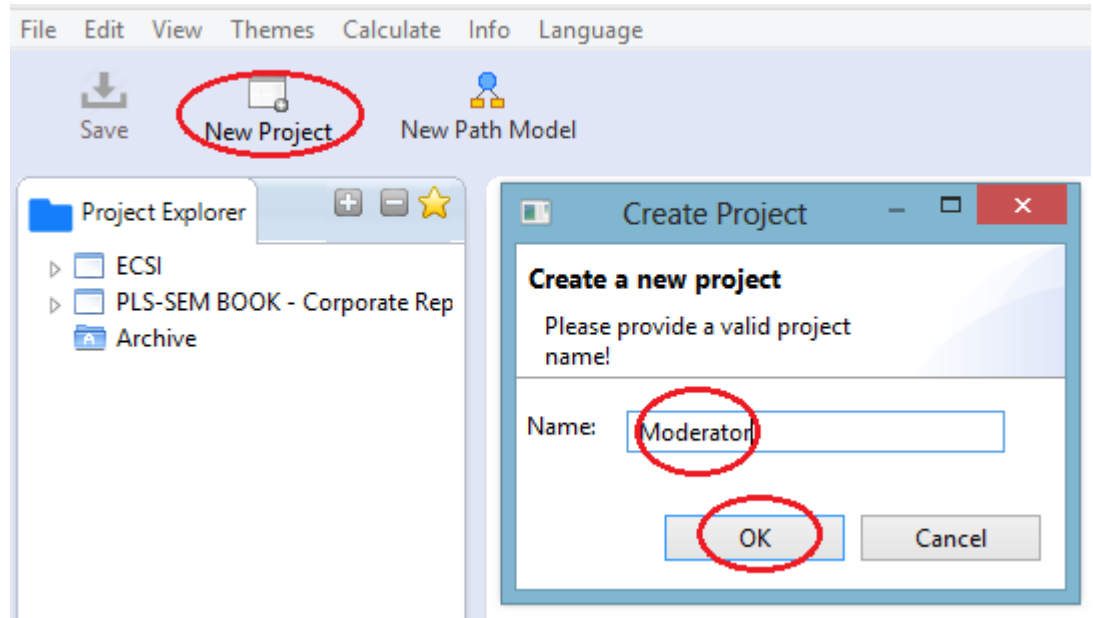 File Edit View Themes Calculate Info Language
Save New Project New Path Model
Project Explorer
ECSI
PLS-SEM BOOK - Corporate Rep
A Archive
Create Project
Create a new project
Please provide a valid project
name!
Name: Moderator
OK Cancel